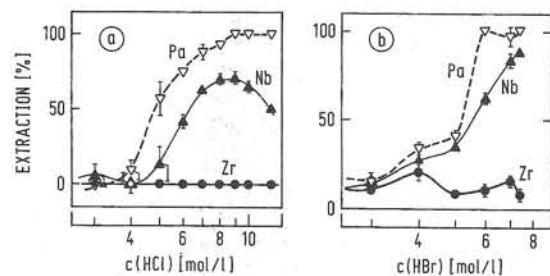 EXTRACTION [%]
100
50
0
a
Pa
Nb
Zr
4 6 8 10
c(HCl) [mol/l]
100
50
0
b
Pa
Nb
Zr
4 6 8
c(HBr) [mol/l]